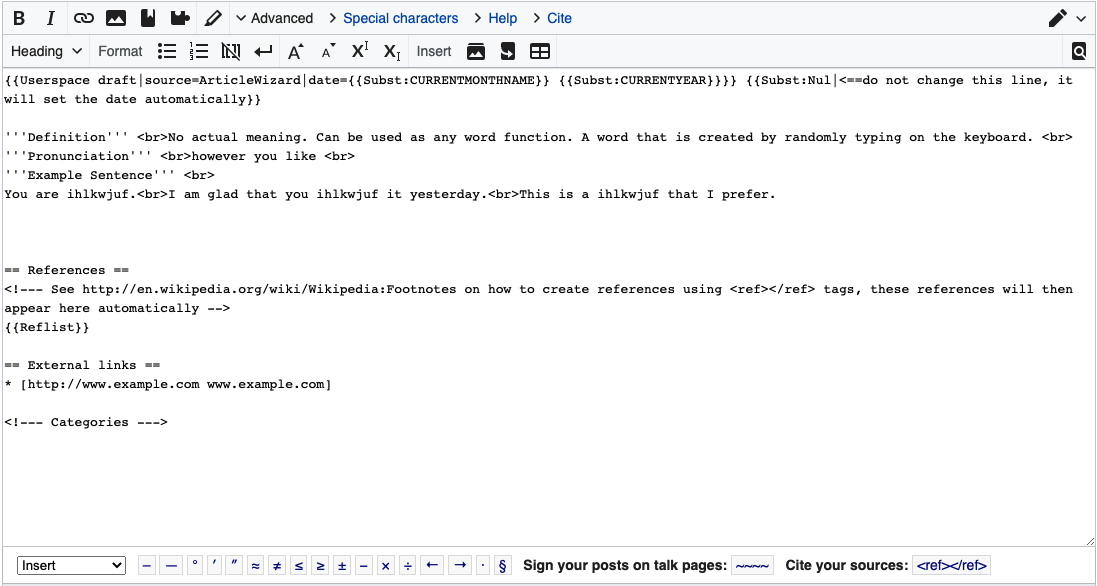 B I Advanced Special characters Help Cite
Heading Format A A X I X I Insert
{{Userspace draft|source=ArticleWizard|date={{Subst:CURRENTMONTHNAME}} {{Subst:CURRENTYEAR}}}} {{Subst:Nul|<==do not change this line, it
will set the date automatically}}
'''Definition''' <br>No actual meaning. Can be used as any word function. A word that is created by randomly typing on the keyboard. <br>
'''Pronunciation''' <br>however you like <br>
'''Example Sentence''' <br>
You are ihlkwjuf.<br>I am glad that you ihlkwjuf it yesterday.<br>This is a ihlkwjuf that I prefer.
== References ==
<!--- See http://en.wikipedia.org/wiki/Wikipedia:Footnotes on how to create references using <ref></ref> tags, these references will then
appear here automatically -->
{{Reflist}}
== External links ==
* [http://www.example.com www.example.com]
<!--- Categories --->
Insert – — ° ′ ″ ≈ ≠ ≤ ≥ ± − × ÷ ← → · § Sign your posts on talk pages: ~~~~ Cite your sources: <ref></ref>